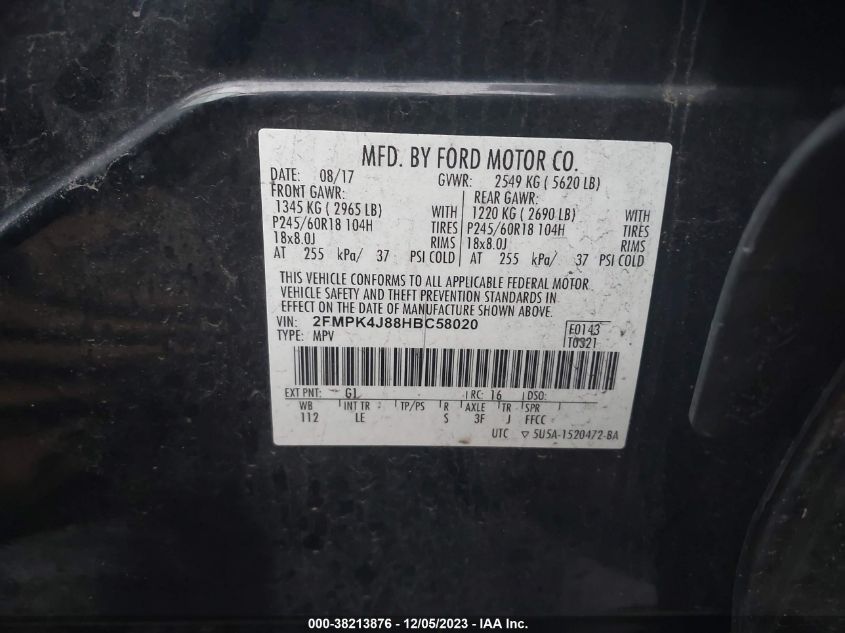 MFD. BY FORD MOTOR CO.
DATE: 08/17 GVWR: 2549 KG ( 5620 LB)
FRONT GAWR: REAR GAWR:
1345 KG ( 2965 LB) WITH 1220 KG ( 2690 LB) WITH
P245/60R18 104H TIRES P245/60R18 104H TIRES
18x8.0J RIMS 18x8.0J RIMS
AT 255 kPa/ 37 PSI COLD AT 255 kPa/ 37 PSI COLD
THIS VEHICLE CONFORMS TO ALL APPLICABLE FEDERAL MOTOR
VEHICLE SAFETY AND THEFT PREVENTION STANDARDS IN
EFFECT ON THE DATE OF MANUFACTURE SHOWN ABOVE.
VIN: 2FMPK4J88HBC58020 E0143
TYPE: MPV T0321
EXT PNT: G1 RC: 16 DSO:
WB INT TR TP/PS R AXLE TR SPR
112 LE S 3F J FFCC
UTC ▽ 5U5A-1520472-BA
000-38213876 - 12/05/2023 - IAA Inc.